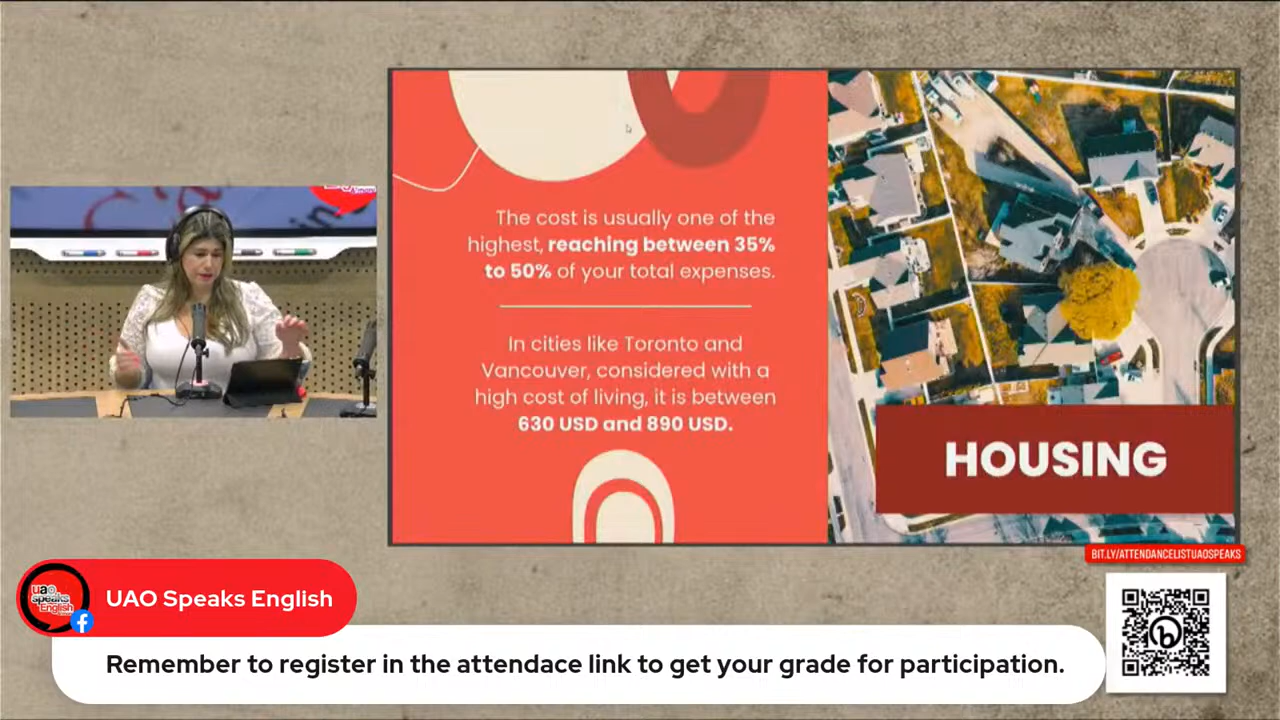 The cost is usually one of the
highest, reaching between 35%
to 50% of your total expenses.
In cities like Toronto and
Vancouver, considered with a
high cost of living, it is between
630 USD and 890 USD.
HOUSING
BIT.LY/ATTENDANCELISTUAOSPEAKS
uao
speaks
English
UAO Speaks English
Remember to register in the attendace link to get your grade for participation.